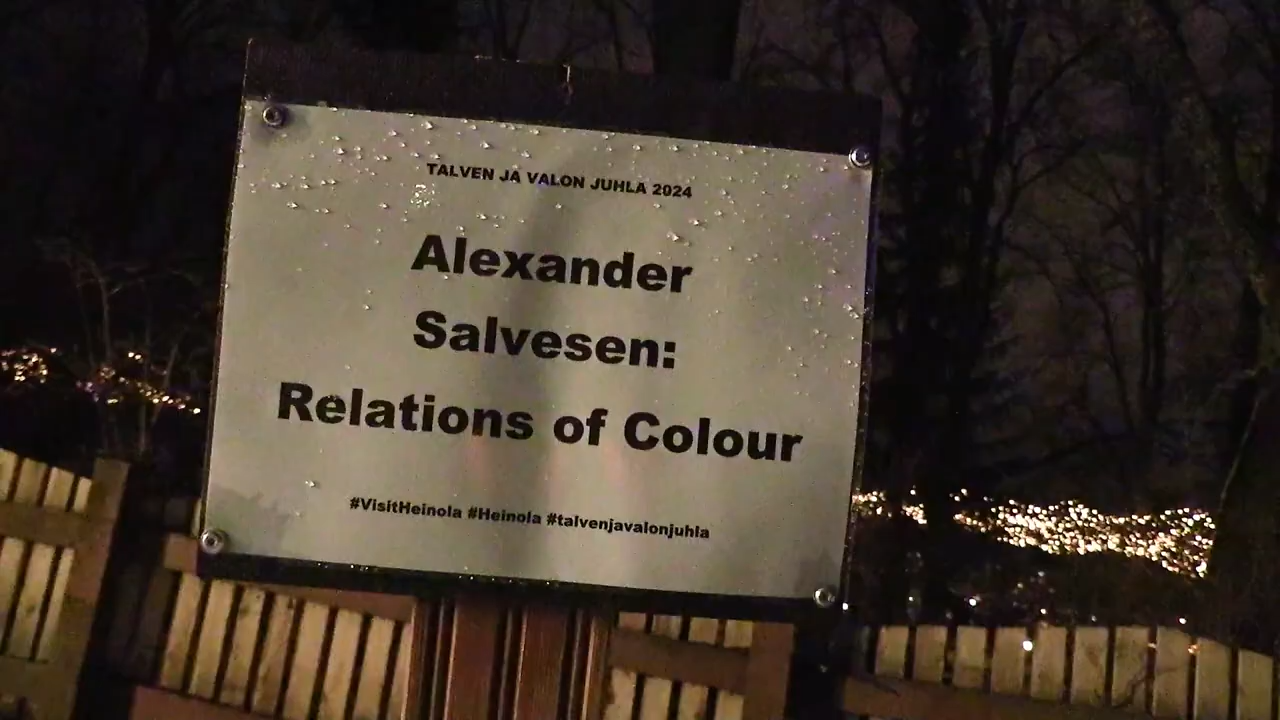 TALVEN JA VALON JUHLA 2024
Alexander
Salvesen:
Relations of Colour
#VisitHeinola #Heinola #talvenjavalonjuhla